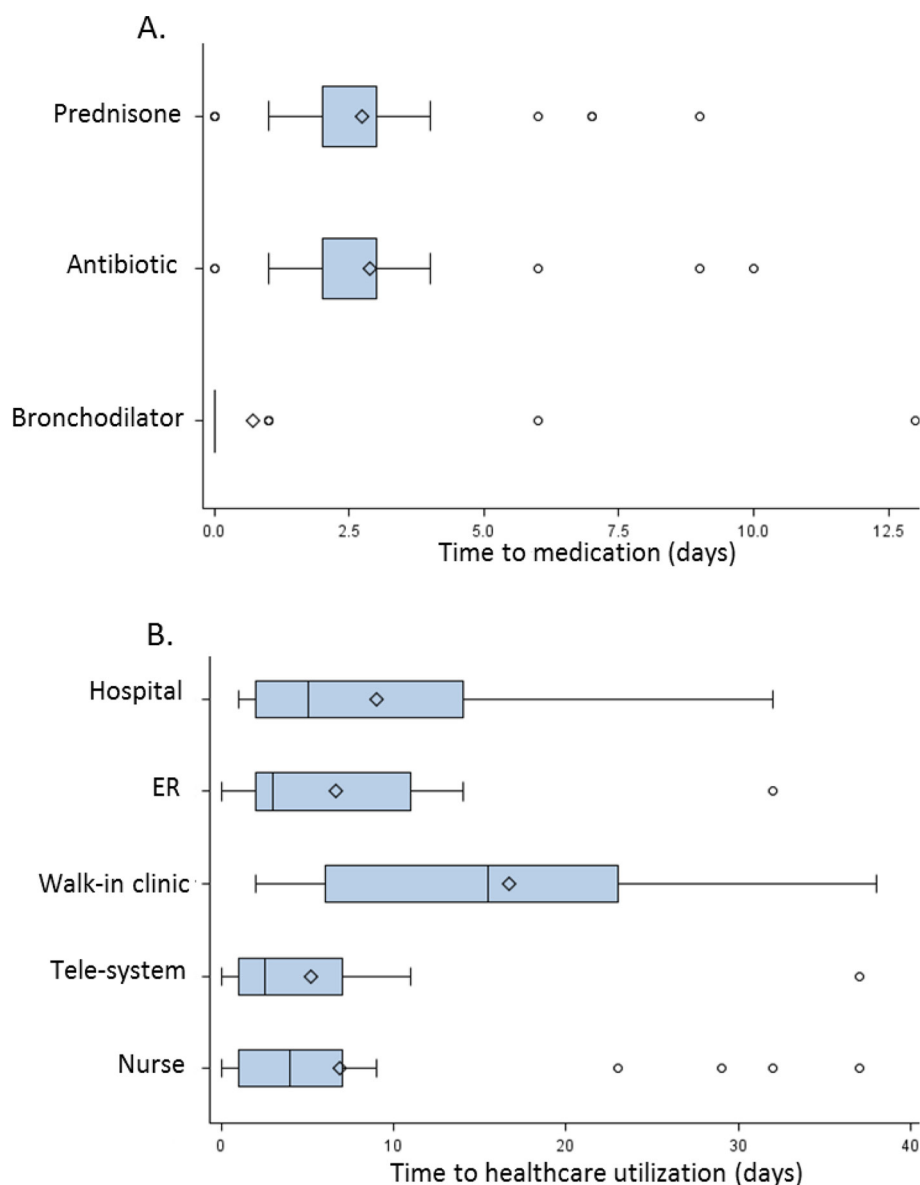 A.
Prednisone
Antibiotic
Bronchodilator
0.0 2.5 5.0 7.5 10.0 12.5
Time to medication (days)
B.
Hospital
ER
Walk-in clinic
Tele-system
Nurse
0 10 20 30 40
Time to healthcare utilization (days)